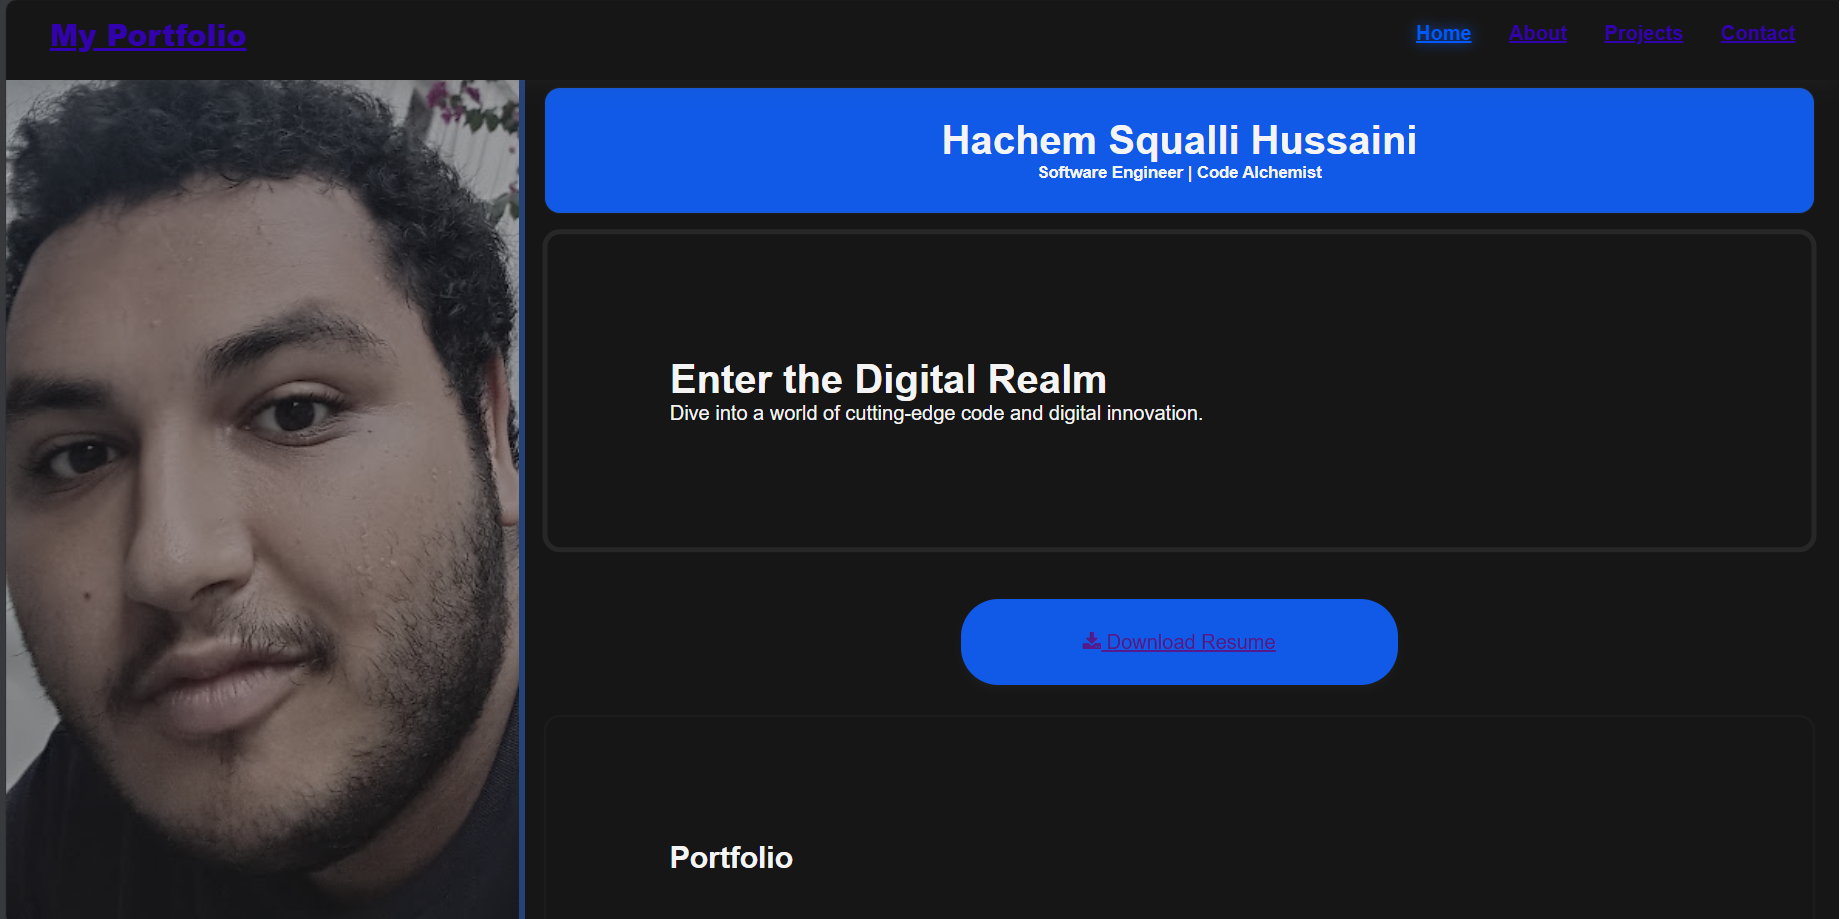 My Portfolio
Home About Projects Contact
Hachem Squalli Hussaini
Software Engineer | Code Alchemist
Enter the Digital Realm
Dive into a world of cutting-edge code and digital innovation.
Download Resume
Portfolio